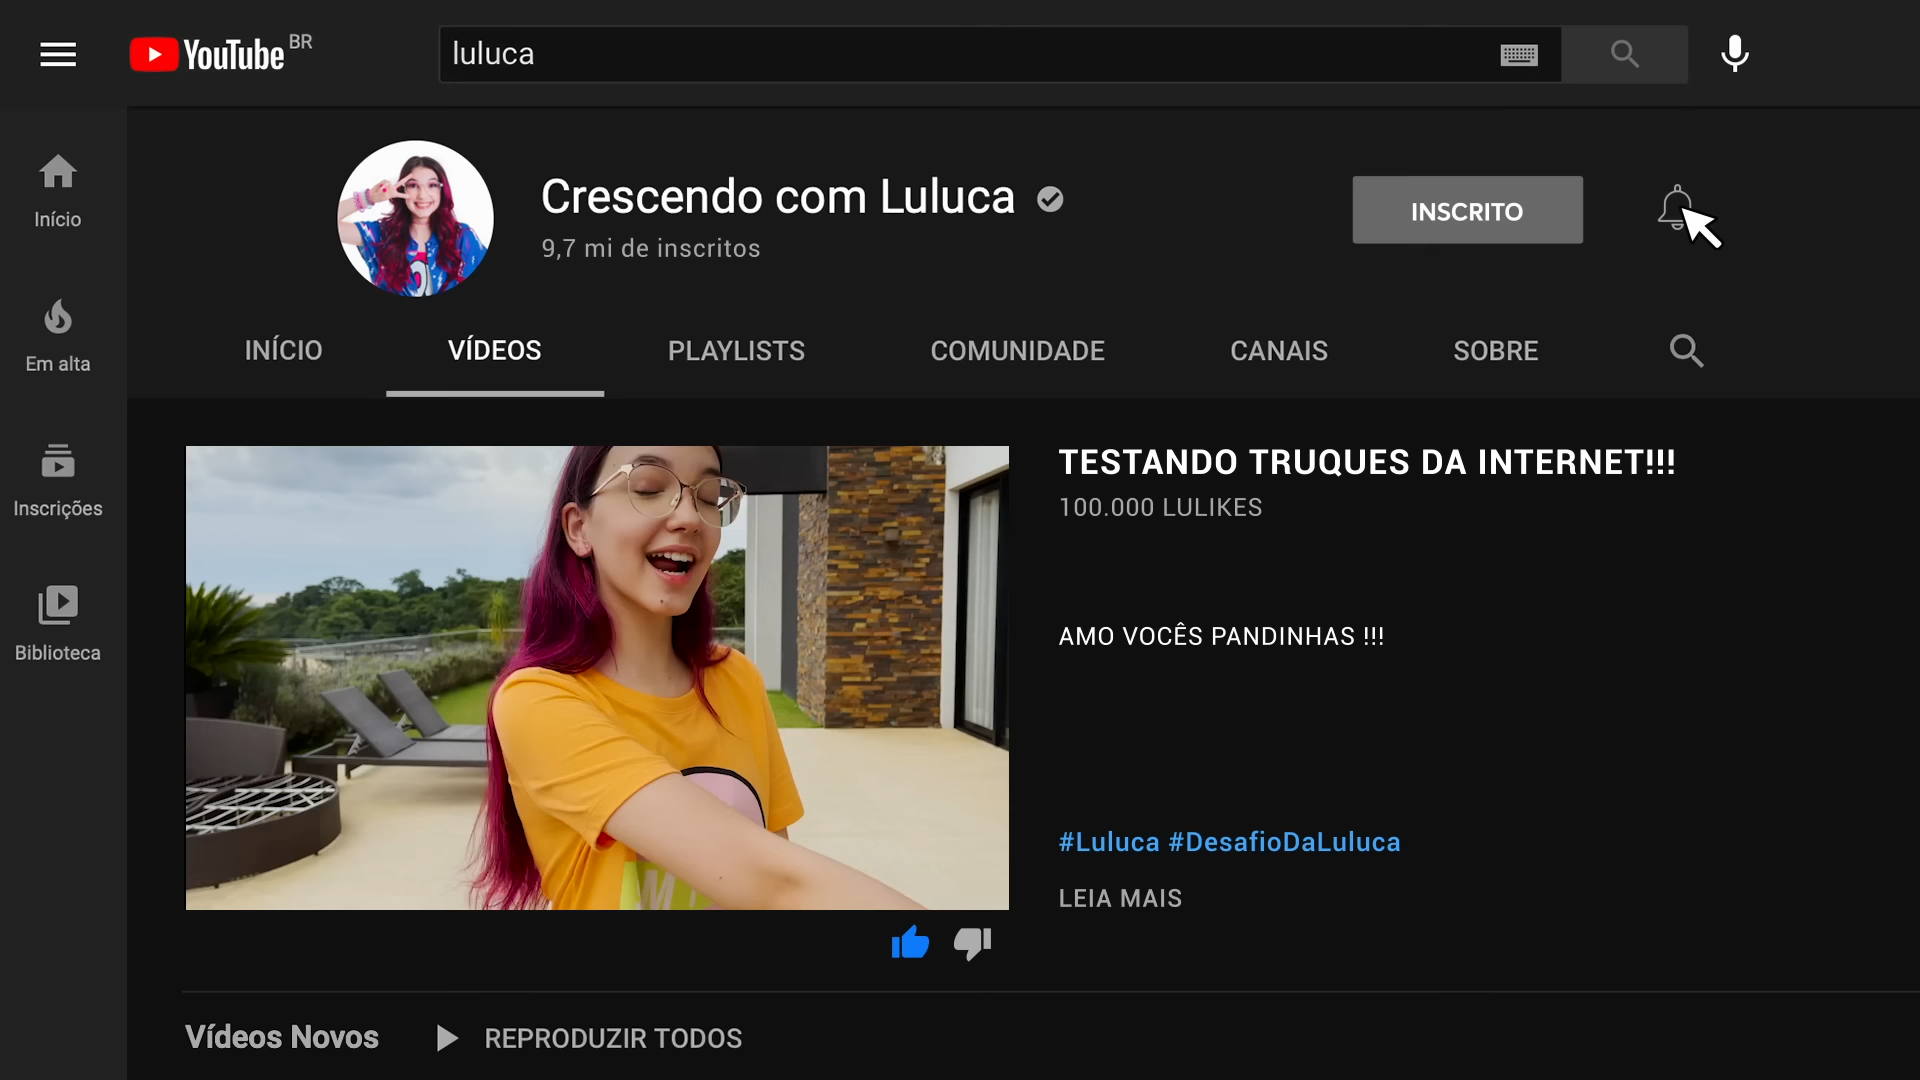 YouTube BR
luluca
Início
Em alta
Inscrições
Biblioteca
Crescendo com Luluca
9,7 mi de inscritos
INSCRITO
INÍCIO
VÍDEOS
PLAYLISTS
COMUNIDADE
CANAIS
SOBRE
TESTANDO TRUQUES DA INTERNET!!!
100.000 LULIKES
AMO VOCÊS PANDINHAS !!!
#Luluca #DesafioDaLuluca
LEIA MAIS
Vídeos Novos
REPRODUZIR TODOS